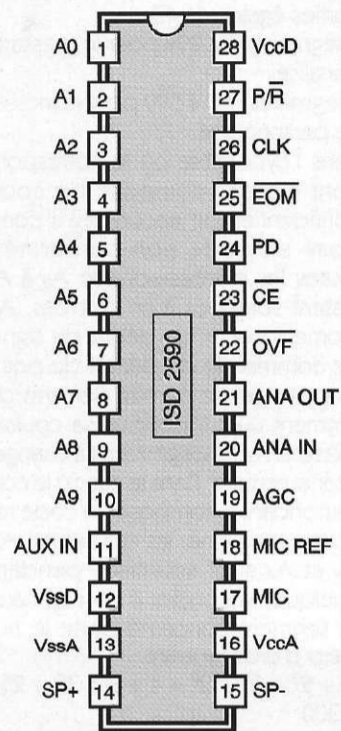 A0 1 28 VccD
A1 2 27 P/R̅
A2 3 26 CLK
A3 4 25 E̅O̅M̅
A4 5 24 PD
A5 6 23 C̅E̅
A6 7 22 O̅V̅F̅
A7 8 21 ANA OUT
A8 9 20 ANA IN
A9 10 19 AGC
AUX IN 11 18 MIC REF
VssD 12 17 MIC
VssA 13 16 VccA
SP+ 14 15 SP-
ISD 2590